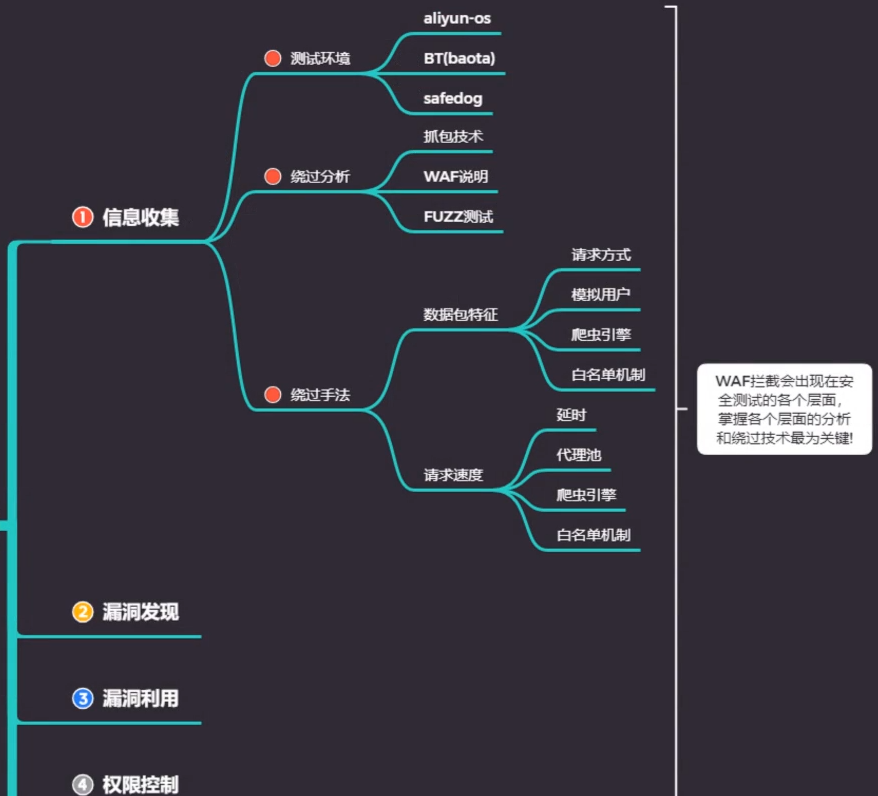 aliyun-os
测试环境
BT(baota)
safedog
抓包技术
绕过分析
WAF说明
FUZZ测试
① 信息收集
请求方式
模拟用户
数据包特征
爬虫引擎
白名单机制
绕过手法
延时
代理池
请求速度
爬虫引擎
白名单机制
WAF拦截会出现在安
全测试的各个层面，
掌握各个层面的分析
和绕过技术最为关键!
② 漏洞发现
③ 漏洞利用
④ 权限控制